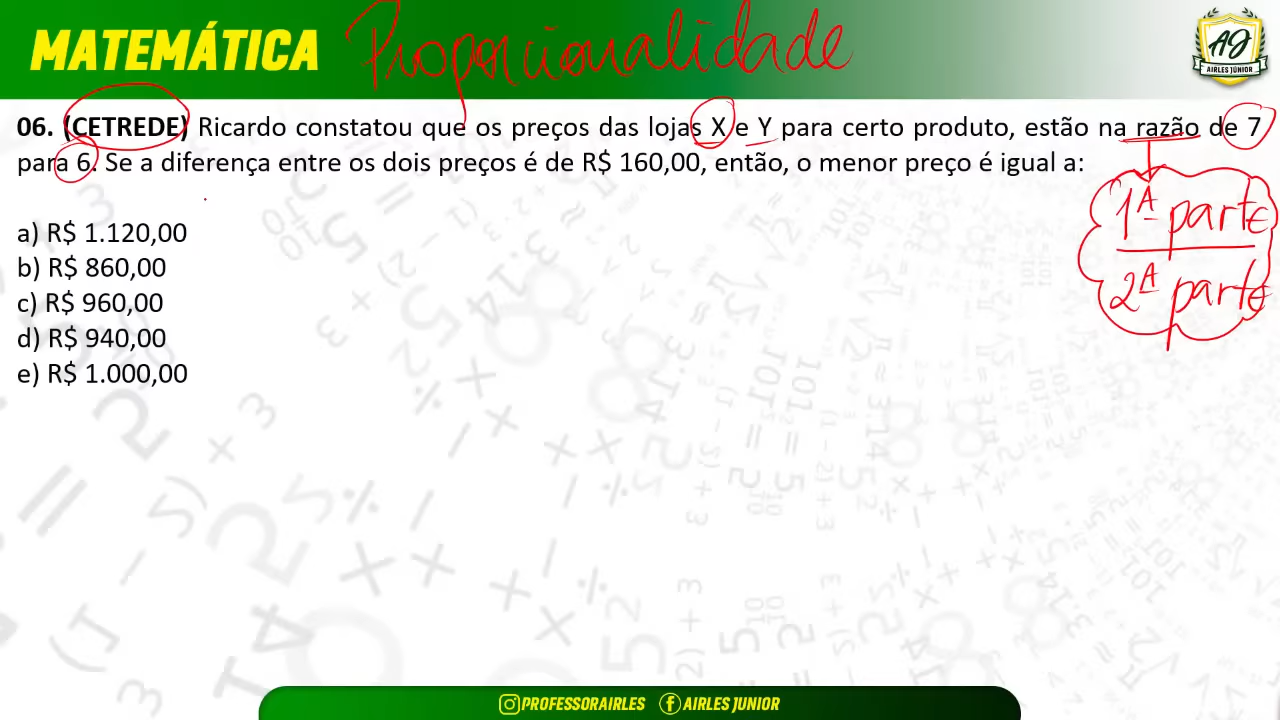 MATEMÁTICA Proporcionalidade
AJ
AIRLES JÚNIOR
06. (CETREDE) Ricardo constatou que os preços das lojas X e Y para certo produto, estão na razão de 7
para 6. Se a diferença entre os dois preços é de R$ 160,00, então, o menor preço é igual a:
1ª parte
2ª parte
a) R$ 1.120,00
b) R$ 860,00
c) R$ 960,00
d) R$ 940,00
e) R$ 1.000,00
PROFESSORAIRLES AIRLES JUNIOR